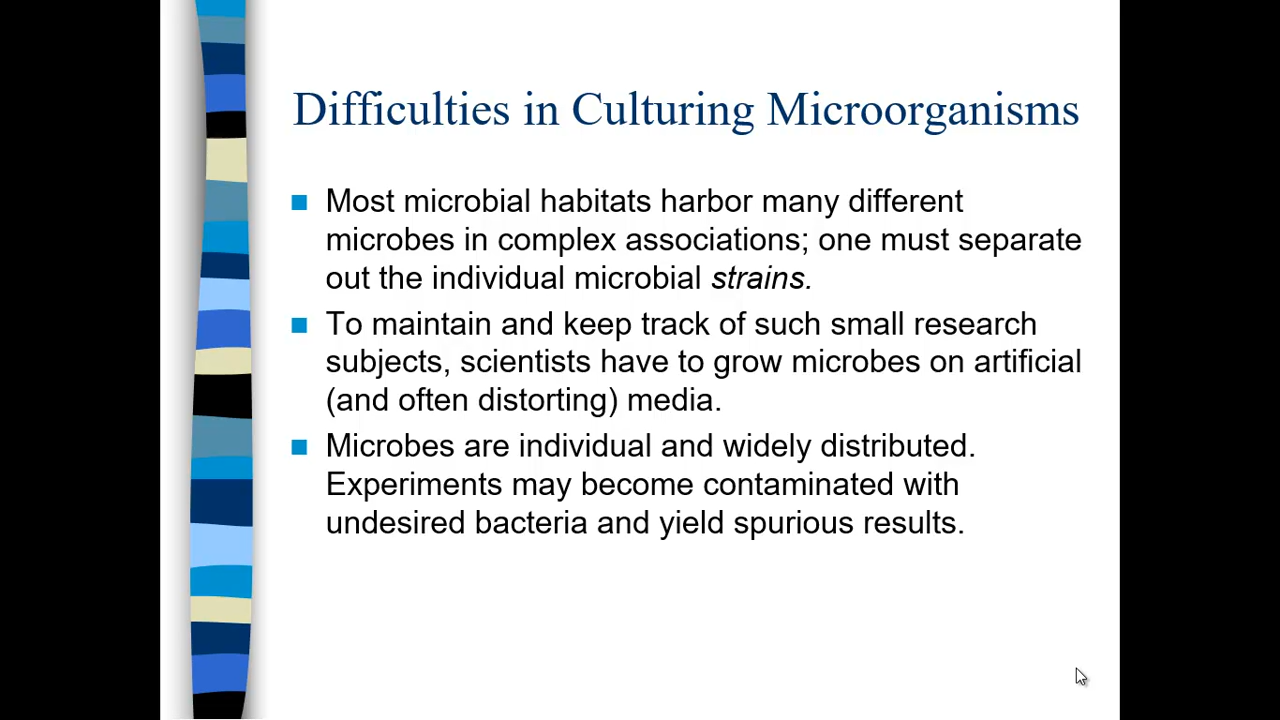 Difficulties in Culturing Microorganisms
Most microbial habitats harbor many different
microbes in complex associations; one must separate
out the individual microbial strains.
To maintain and keep track of such small research
subjects, scientists have to grow microbes on artificial
(and often distorting) media.
Microbes are individual and widely distributed.
Experiments may become contaminated with
undesired bacteria and yield spurious results.